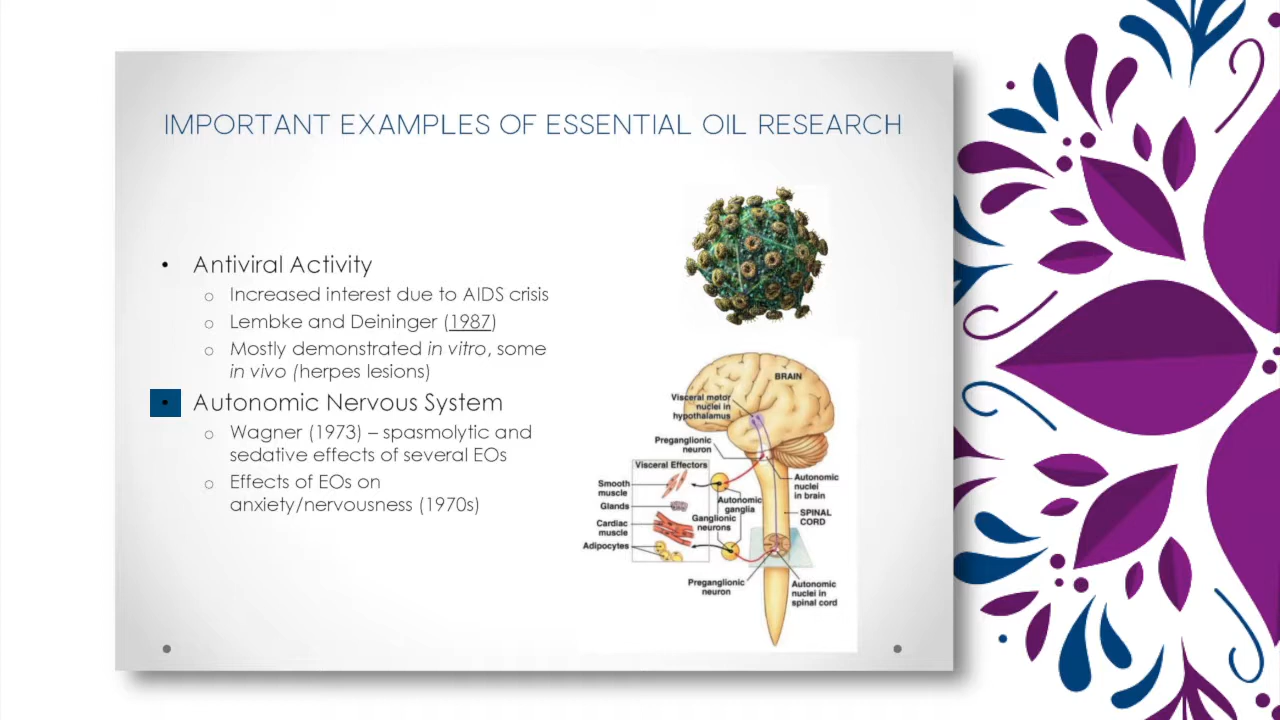 IMPORTANT EXAMPLES OF ESSENTIAL OIL RESEARCH
• Antiviral Activity
o Increased interest due to AIDS crisis
o Lembke and Deininger (1987)
o Mostly demonstrated in vitro, some
in vivo (herpes lesions)
• Autonomic Nervous System
o Wagner (1973) – spasmolytic and
sedative effects of several EOs
o Effects of EOs on
anxiety/nervousness (1970s)
BRAIN
Visceral motor
nuclei in
hypothalamus
Preganglionic
neuron
Visceral Effectors
Smooth
muscle
Glands
Cardiac
muscle
Adipocytes
Autonomic
ganglia
Ganglionic
neurons
Autonomic
nuclei
in brain
SPINAL
CORD
Preganglionic
neuron
Autonomic
nuclei in
spinal cord